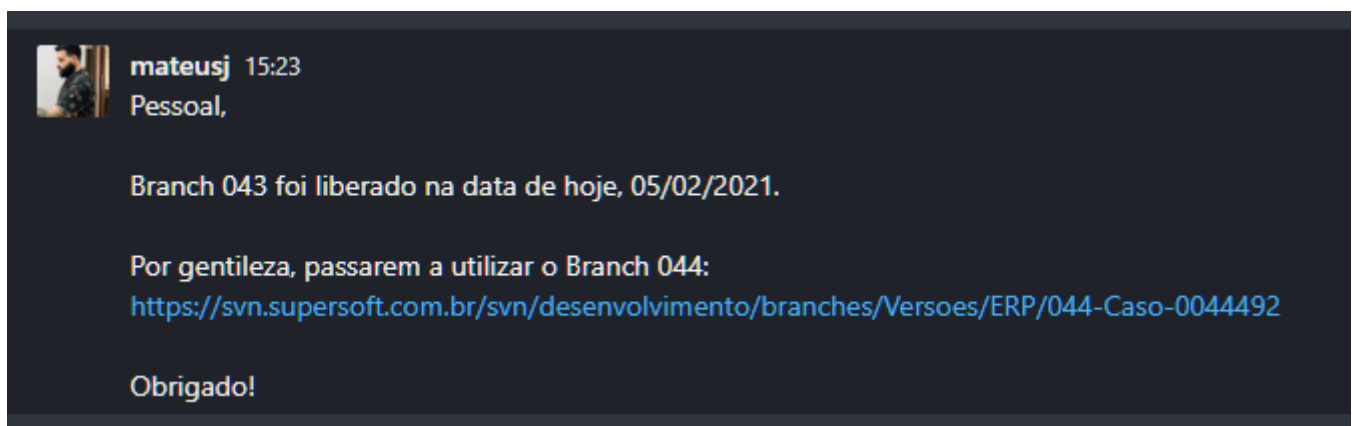 mateusj 15:23
Pessoal,
Branch 043 foi liberado na data de hoje, 05/02/2021.
Por gentileza, passarem a utilizar o Branch 044:
https://svn.supersoft.com.br/svn/desenvolvimento/branches/Versoes/ERP/044-Caso-0044492
Obrigado!